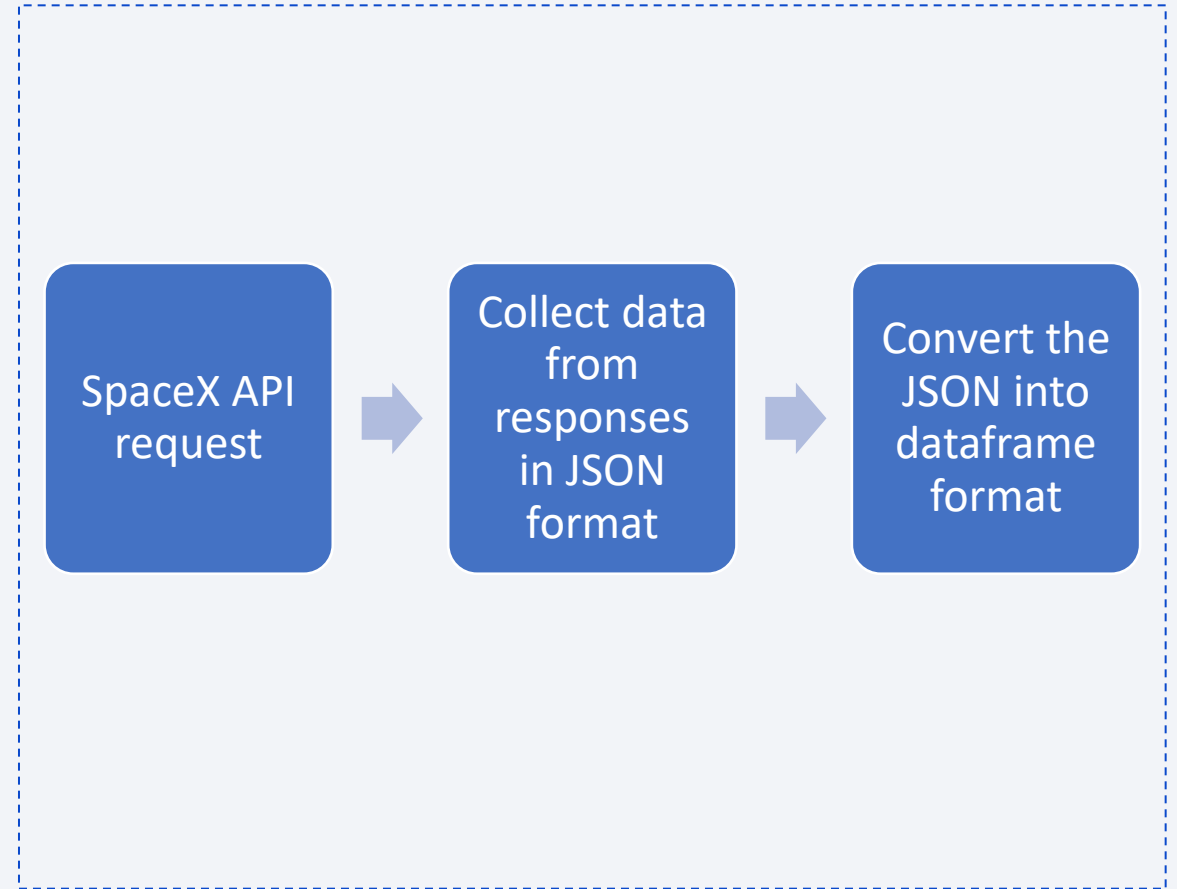 SpaceX API
request
Collect data
from
responses
in JSON
format
Convert the
JSON into
dataframe
format